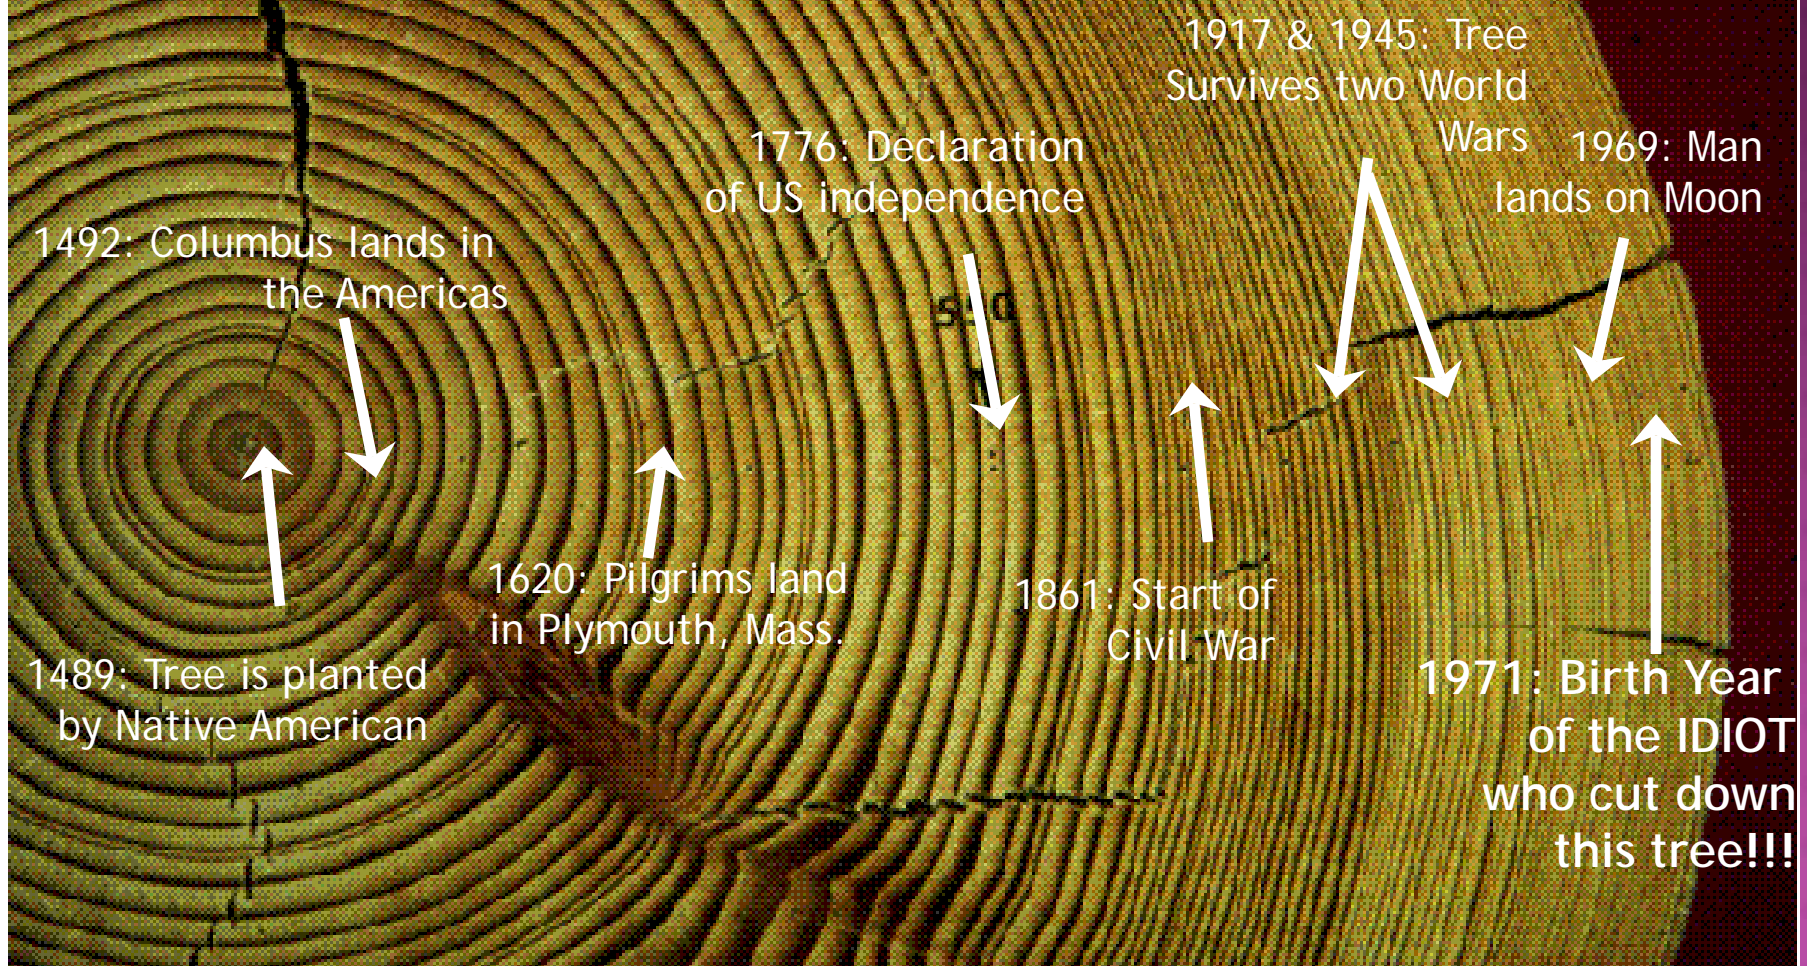 1917 & 1945: Tree
Survives two World
Wars
1776: Declaration
of US independence
1969: Man
lands on Moon
1492: Columbus lands in
the Americas
1620: Pilgrims land
in Plymouth, Mass.
1861: Start of
Civil War
1489: Tree is planted
by Native American
1971: Birth Year
of the IDIOT
who cut down
this tree!!!